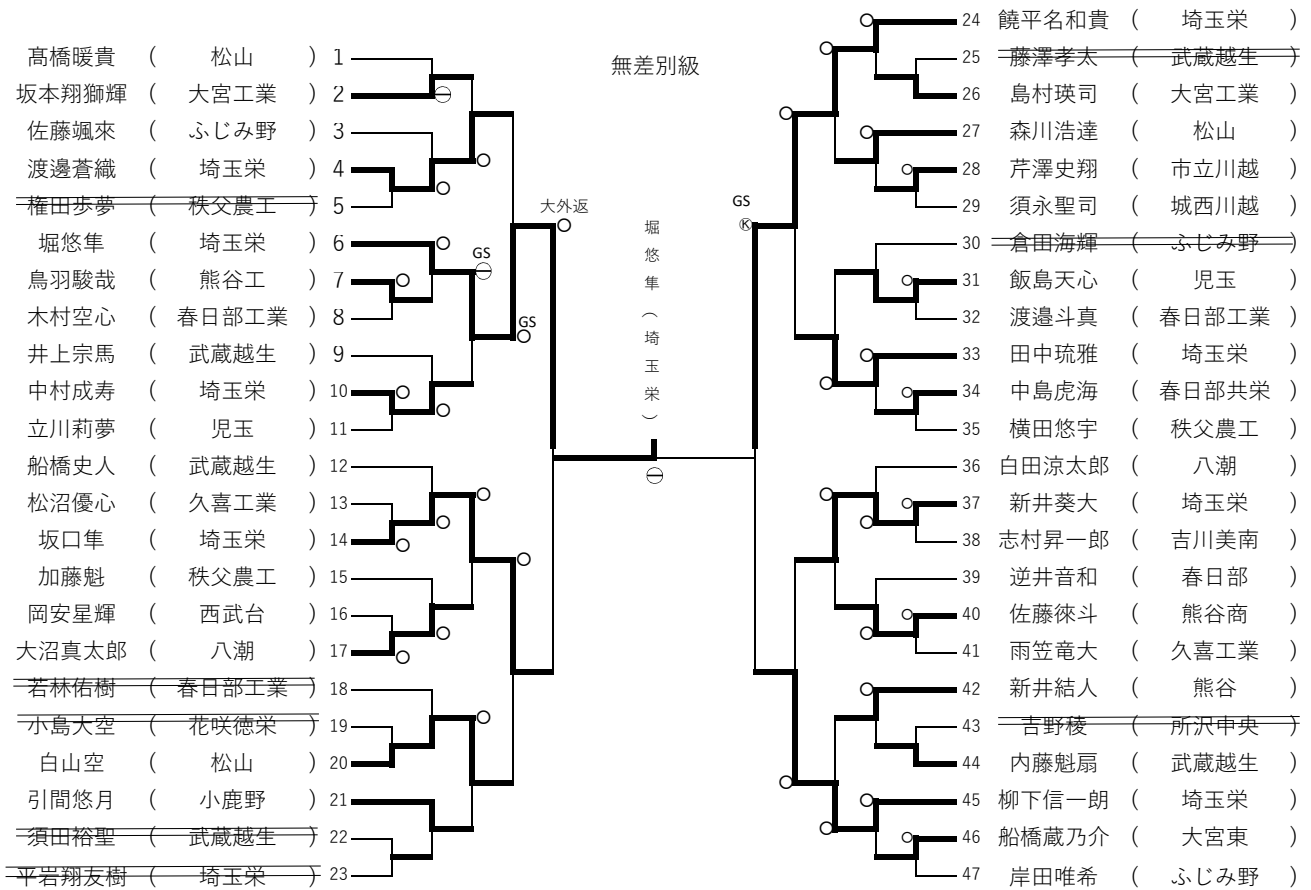 無差別級
髙橋暖貴 ( 松山 ) 1
坂本翔獅輝 ( 大宮工業 ) 2
佐藤颯來 ( ふじみ野 ) 3
渡邊蒼織 ( 埼玉栄 ) 4
権田歩夢 ( 秩父農工 ) 5
堀悠隼 ( 埼玉栄 ) 6
鳥羽駿哉 ( 熊谷工 ) 7
木村空心 ( 春日部工業 ) 8
井上宗馬 ( 武蔵越生 ) 9
中村成寿 ( 埼玉栄 ) 10
立川莉夢 ( 児玉 ) 11
船橋史人 ( 武蔵越生 ) 12
松沼優心 ( 久喜工業 ) 13
坂口隼 ( 埼玉栄 ) 14
加藤魁 ( 秩父農工 ) 15
岡安星輝 ( 西武台 ) 16
大沼真太郎 ( 八潮 ) 17
若林佑樹 ( 春日部工業 ) 18
小島大空 ( 花咲徳栄 ) 19
白山空 ( 松山 ) 20
引間悠月 ( 小鹿野 ) 21
須田裕聖 ( 武蔵越生 ) 22
平岩翔友樹 ( 埼玉栄 ) 23
GS
GS
大外返
堀悠隼(埼玉栄)
GS
K
24 饒平名和貴 ( 埼玉栄 )
25 藤澤孝太 ( 武蔵越生 )
26 島村瑛司 ( 大宮工業 )
27 森川浩達 ( 松山 )
28 芹澤史翔 ( 市立川越 )
29 須永聖司 ( 城西川越 )
30 倉田海輝 ( ふじみ野 )
31 飯島天心 ( 児玉 )
32 渡邉斗真 ( 春日部工業 )
33 田中琉雅 ( 埼玉栄 )
34 中島虎海 ( 春日部共栄 )
35 横田悠宇 ( 秩父農工 )
36 白田涼太郎 ( 八潮 )
37 新井葵大 ( 埼玉栄 )
38 志村昇一郎 ( 吉川美南 )
39 逆井音和 ( 春日部 )
40 佐藤徠斗 ( 熊谷商 )
41 雨笠竜大 ( 久喜工業 )
42 新井結人 ( 熊谷 )
43 吉野稜 ( 所沢中央 )
44 内藤魁扇 ( 武蔵越生 )
45 柳下信一朗 ( 埼玉栄 )
46 船橋蔵乃介 ( 大宮東 )
47 岸田唯希 ( ふじみ野 )